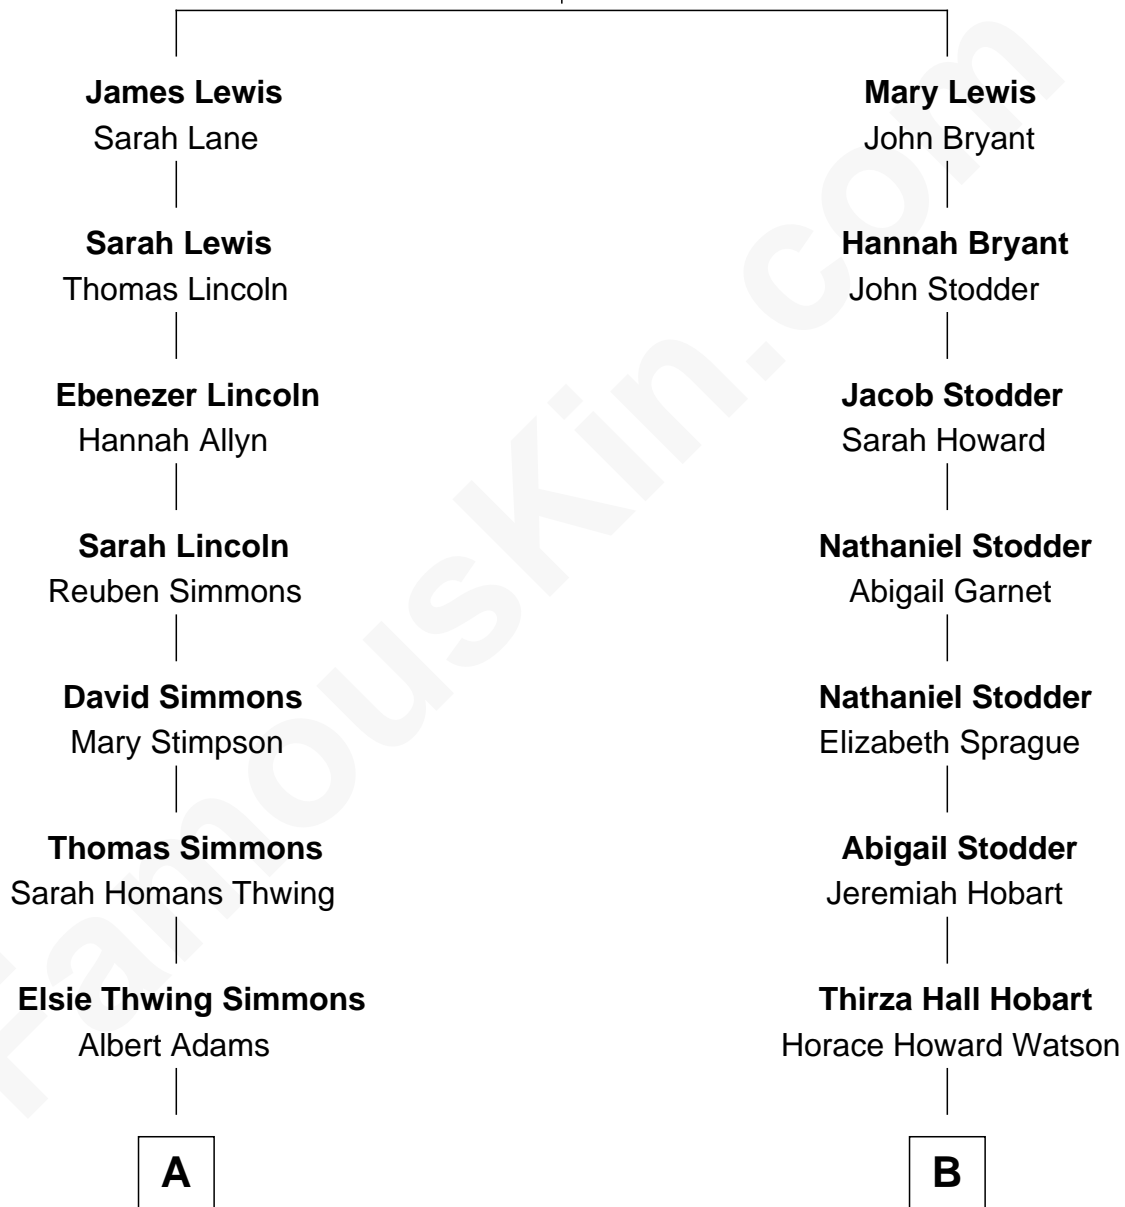 James Lewis
Sarah Lane
Sarah Lewis
Thomas Lincoln
Ebenezer Lincoln
Hannah Allyn
Sarah Lincoln
Reuben Simmons
David Simmons
Mary Stimpson
Thomas Simmons
Sarah Homans Thwing
Elsie Thwing Simmons
Albert Adams
A
Mary Lewis
John Bryant
Hannah Bryant
John Stodder
Jacob Stodder
Sarah Howard
Nathaniel Stodder
Abigail Garnet
Nathaniel Stodder
Elizabeth Sprague
Abigail Stodder
Jeremiah Hobart
Thirza Hall Hobart
Horace Howard Watson
B
FamousKin.com